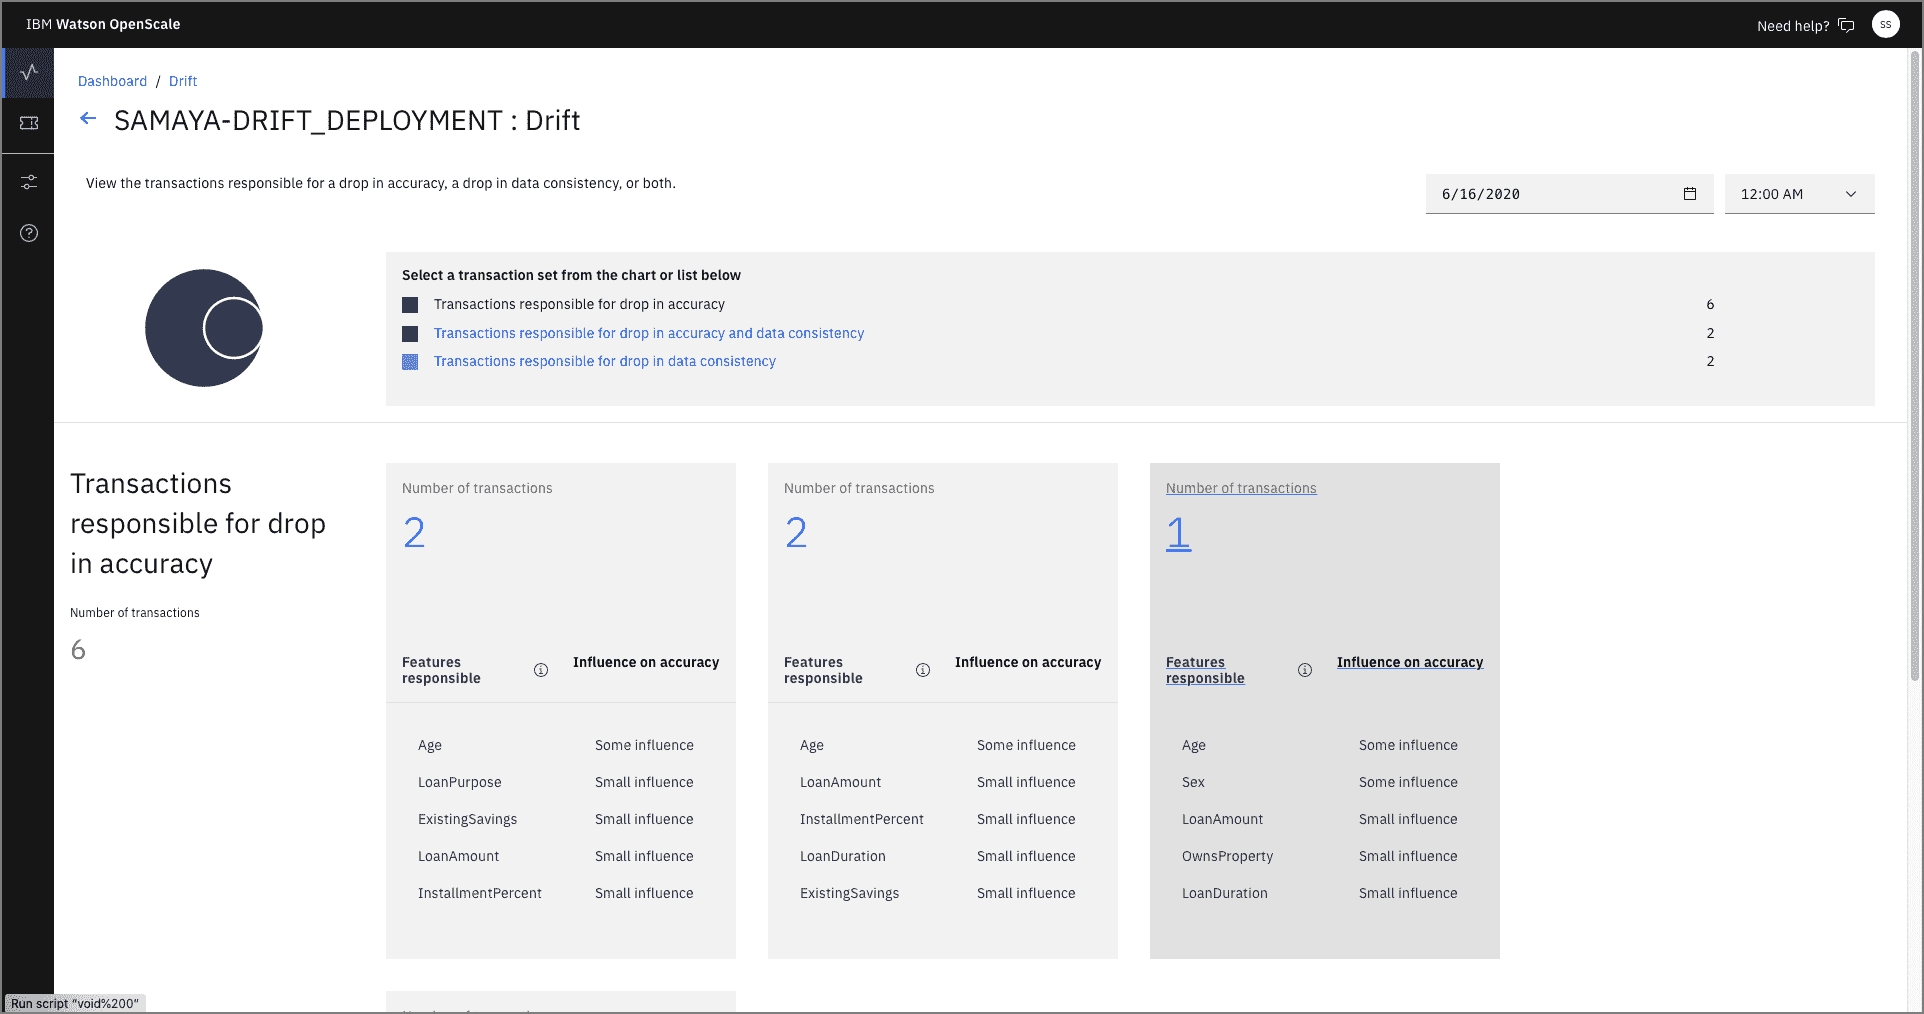 IBM Watson OpenScale
Need help?
SS
Dashboard / Drift
SAMAYA-DRIFT_DEPLOYMENT : Drift
View the transactions responsible for a drop in accuracy, a drop in data consistency, or both.
6/16/2020
12:00 AM
Select a transaction set from the chart or list below
Transactions responsible for drop in accuracy 6
Transactions responsible for drop in accuracy and data consistency 2
Transactions responsible for drop in data consistency 2
Transactions
responsible for drop
in accuracy
Number of transactions
6
Number of transactions
2
Features
responsible
Influence on accuracy
Age Some influence
LoanPurpose Small influence
ExistingSavings Small influence
LoanAmount Small influence
InstallmentPercent Small influence
Number of transactions
2
Features
responsible
Influence on accuracy
Age Some influence
LoanAmount Small influence
InstallmentPercent Small influence
LoanDuration Small influence
ExistingSavings Small influence
Number of transactions
1
Features
responsible
Influence on accuracy
Age Some influence
Sex Some influence
LoanAmount Small influence
OwnsProperty Small influence
LoanDuration Small influence
Run script "void%200"